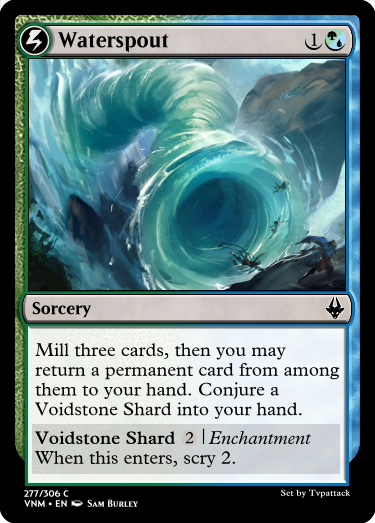 Waterspout 1
Sorcery
Mill three cards, then you may
return a permanent card from among
them to your hand. Conjure a
Voidstone Shard into your hand.
Voidstone Shard 2 | Enchantment
When this enters, scry 2.
277/306 C Set by Tvpattack
VNM • EN Sam Burley